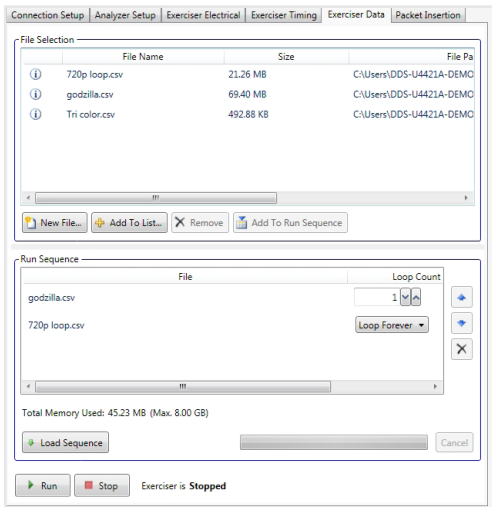 Connection Setup Analyzer Setup Exerciser Electrical Exerciser Timing Exerciser Data Packet Insertion
File Selection
File Name Size File Pa
720p loop.csv 21.26 MB C:\Users\DDS-U4421A-DEMO
godzilla.csv 69.40 MB C:\Users\DDS-U4421A-DEMO
Tri color.csv 492.88 KB C:\Users\DDS-U4421A-DEMO
New File... Add To List... Remove Add To Run Sequence
Run Sequence
File Loop Count
godzilla.csv 1
720p loop.csv Loop Forever
Total Memory Used: 45.23 MB (Max. 8.00 GB)
Load Sequence Cancel
Run Stop Exerciser is Stopped